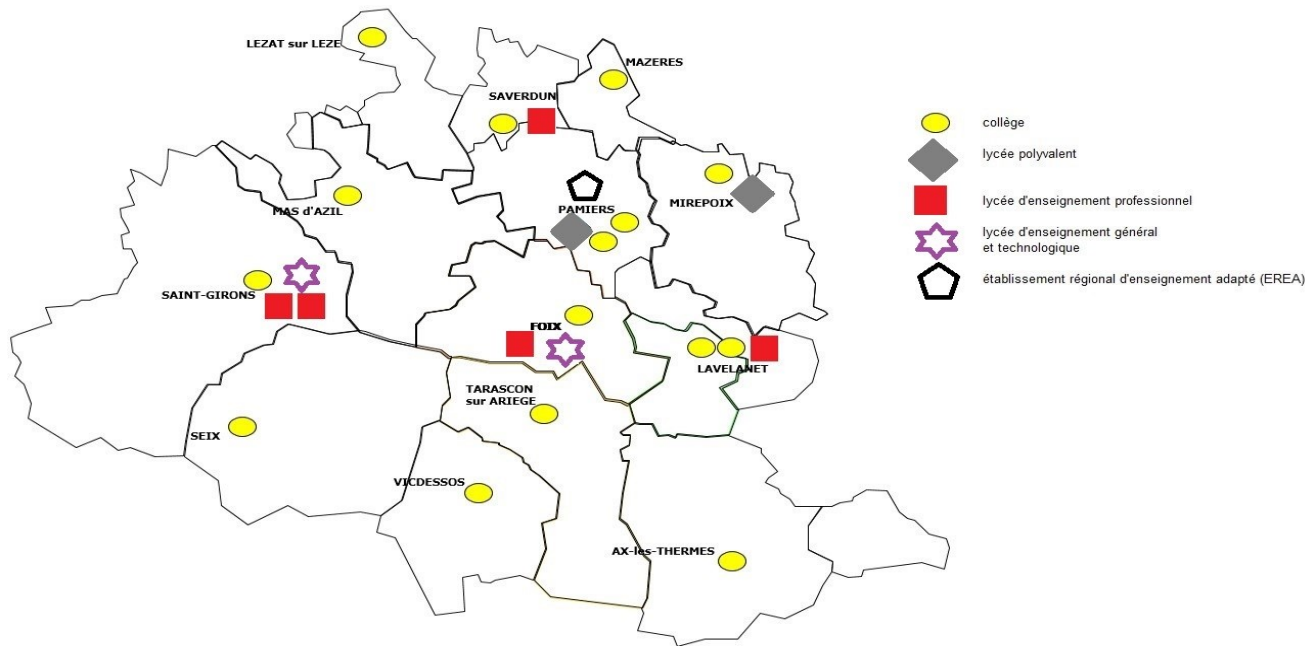 LEZAT sur LEZE
MAZERES
SAVERDUN
MAS d'AZIL
PAMIERS
MIREPOIX
SAINT-GIRONS
FOIX
LAVELANET
TARASCON
sur ARIEGE
SEIX
VICDESSOS
AX-les-THERMES
collège
lycée polyvalent
lycée d'enseignement professionnel
lycée d'enseignement général
et technologique
établissement régional d'enseignement adapté (EREA)